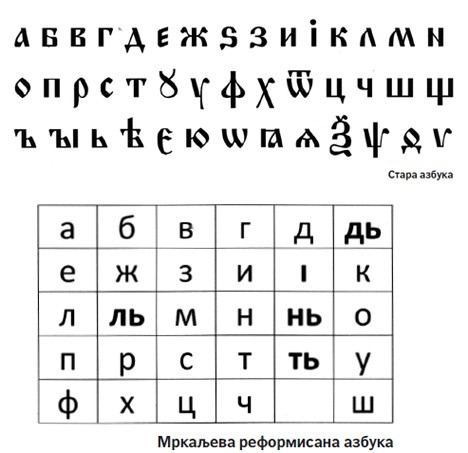 а б в г д е ж ѕ з и і к л м н
о п р с т ꙋ ү ф х ѿ ц ч ш щ
ъ ы ь ѣ є ю ѡ ꙗ ѧ ѯ ѱ ѳ ѵ
Стара азбука
а б в г д дь
е ж з и і к
л ль м н нь о
п р с т ть у
ф х ц ч ш
Мркаљева реформисана азбука